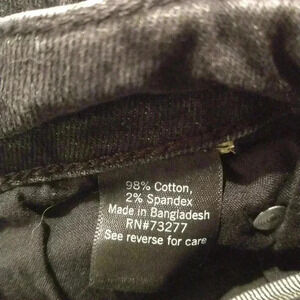 98% Cotton,
2% Spandex
Made in Bangladesh
RN#73277
See reverse for care